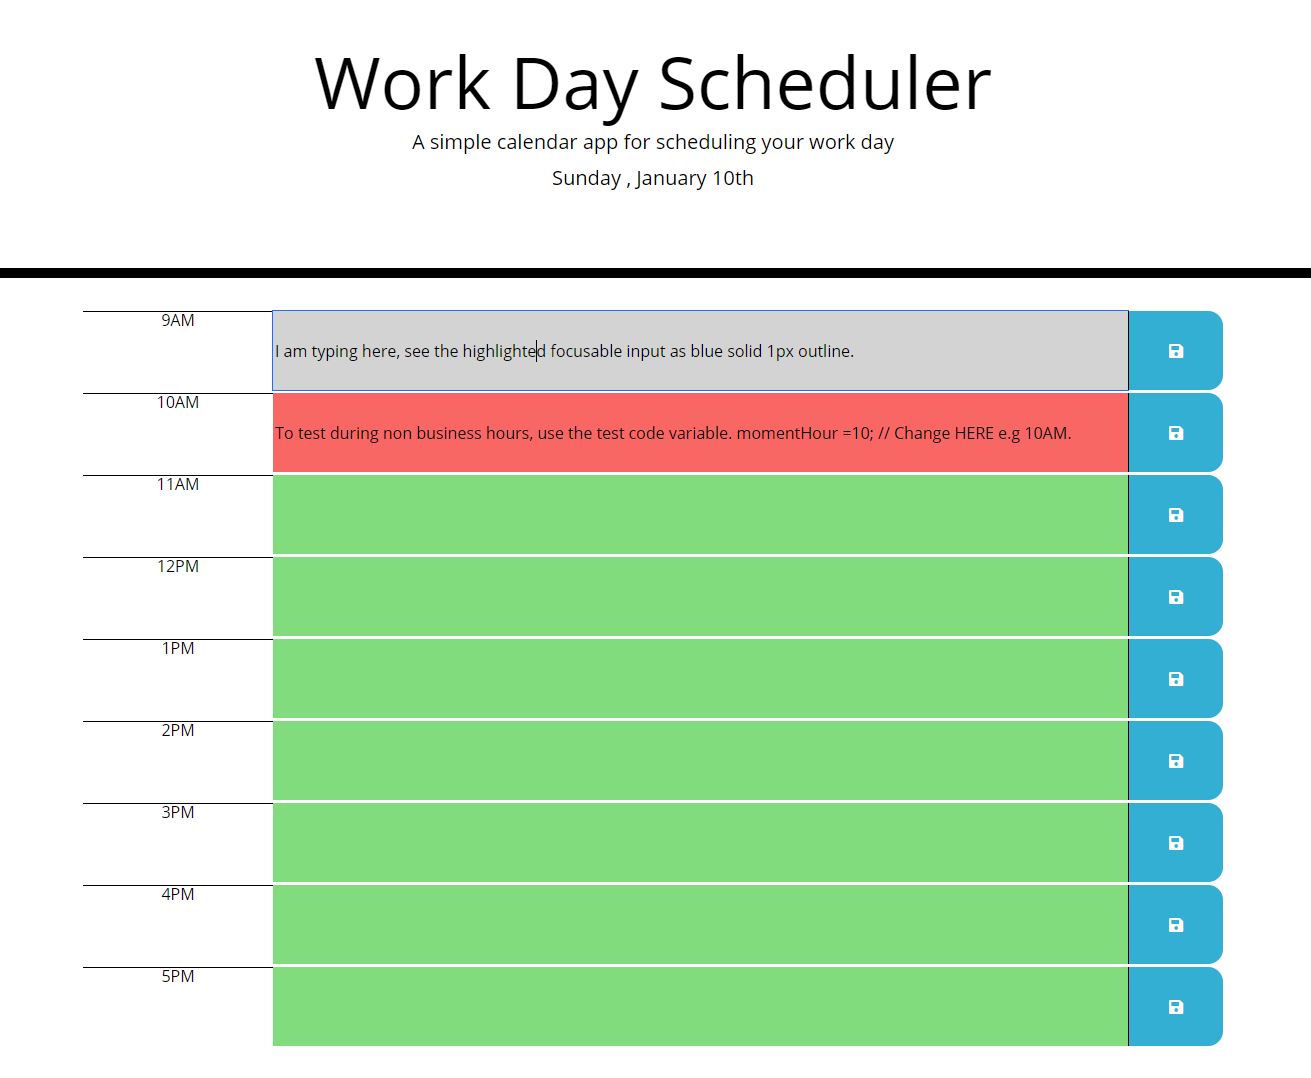 Work Day Scheduler
A simple calendar app for scheduling your work day
Sunday , January 10th
9AM
I am typing here, see the highlighted focusable input as blue solid 1px outline.
10AM
To test during non business hours, use the test code variable. momentHour =10; // Change HERE e.g 10AM.
11AM
12PM
1PM
2PM
3PM
4PM
5PM